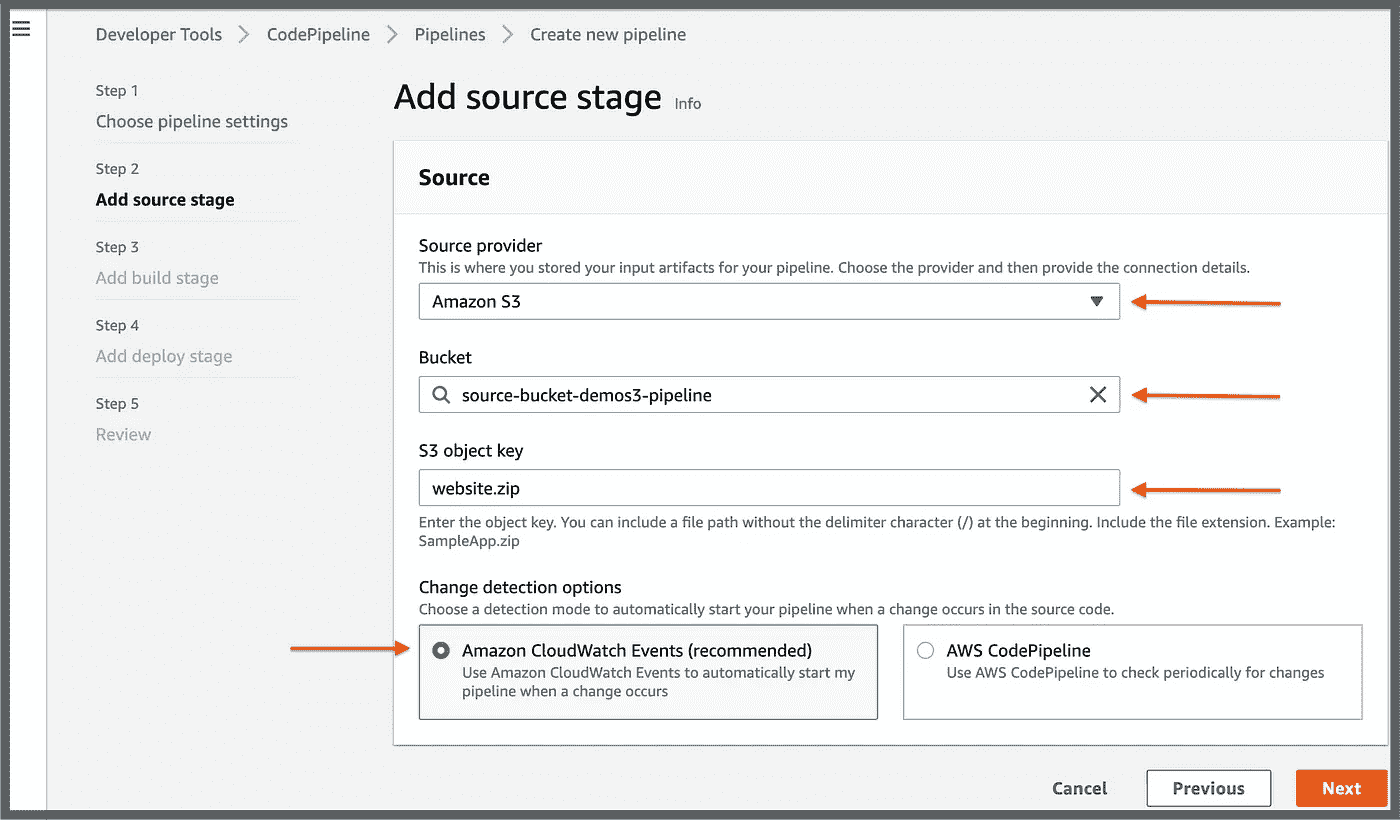 Developer Tools > CodePipeline > Pipelines > Create new pipeline
Step 1
Choose pipeline settings
Step 2
Add source stage
Step 3
Add build stage
Step 4
Add deploy stage
Step 5
Review
Add source stage Info
Source
Source provider
This is where you stored your input artifacts for your pipeline. Choose the provider and then provide the connection details.
Amazon S3
Bucket
source-bucket-demos3-pipeline
S3 object key
website.zip
Enter the object key. You can include a file path without the delimiter character (/) at the beginning. Include the file extension. Example:
SampleApp.zip
Change detection options
Choose a detection mode to automatically start your pipeline when a change occurs in the source code.
Amazon CloudWatch Events (recommended)
Use Amazon CloudWatch Events to automatically start my
pipeline when a change occurs
AWS CodePipeline
Use AWS CodePipeline to check periodically for changes
Cancel Previous Next